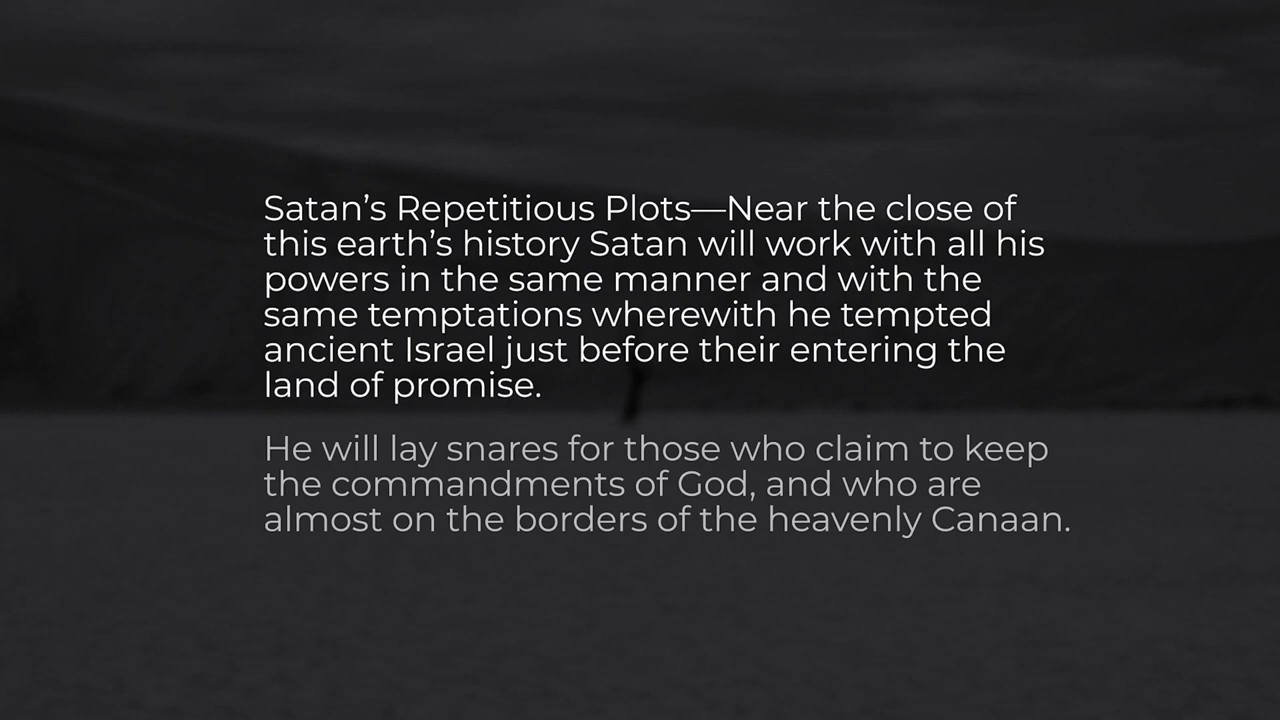 Satan’s Repetitious Plots—Near the close of
this earth’s history Satan will work with all his
powers in the same manner and with the
same temptations wherewith he tempted
ancient Israel just before their entering the
land of promise.
He will lay snares for those who claim to keep
the commandments of God, and who are
almost on the borders of the heavenly Canaan.